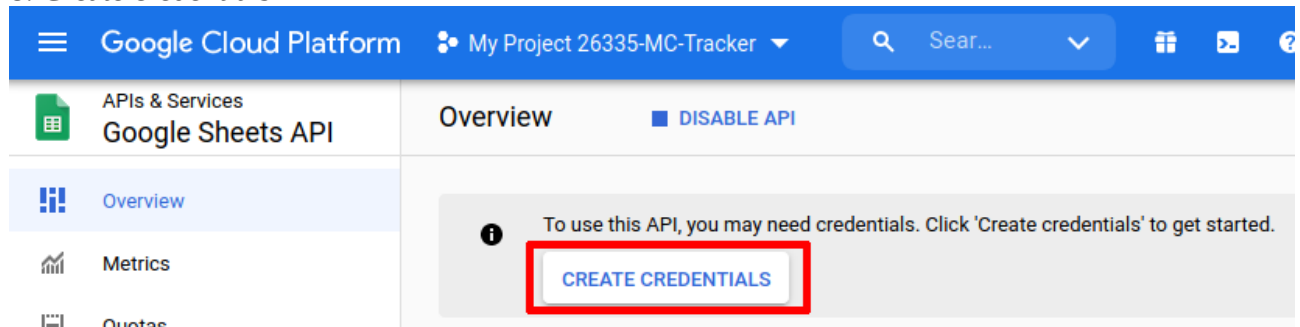 Google Cloud Platform My Project 26335-MC-Tracker Sear...
APIs & Services
Google Sheets API
Overview DISABLE API
Overview
To use this API, you may need credentials. Click 'Create credentials' to get started.
Metrics
CREATE CREDENTIALS
Quotas